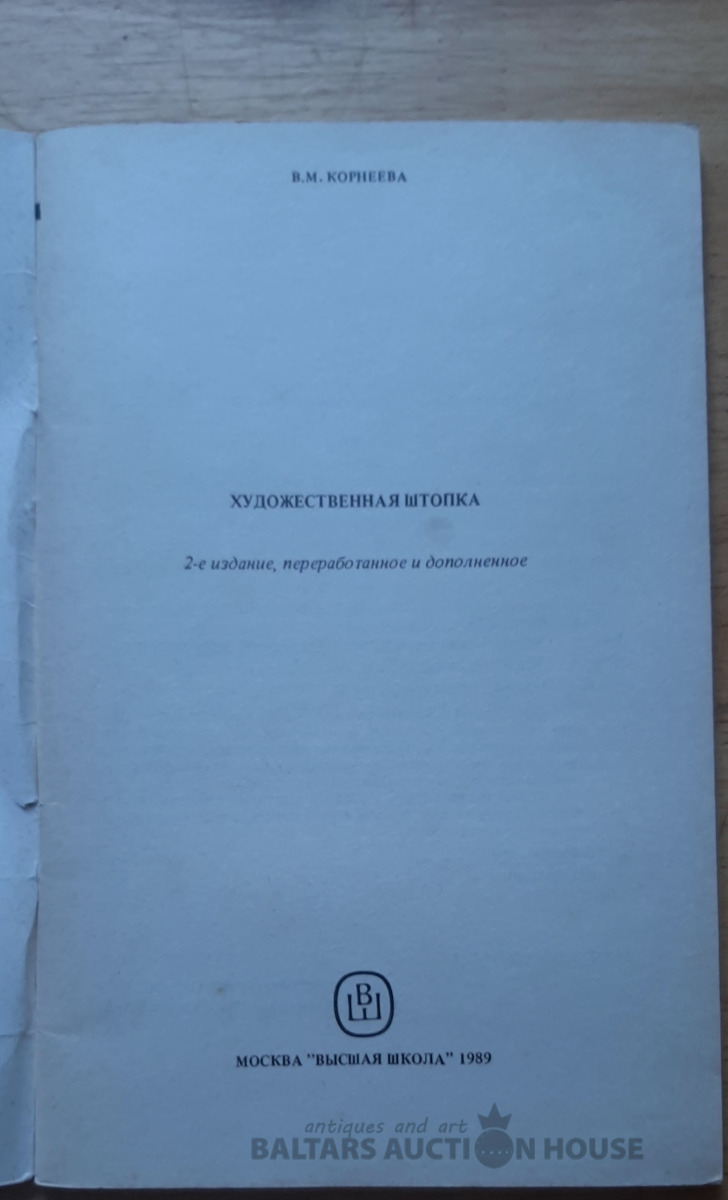 В.М. КОРНЕЕВА
ХУДОЖЕСТВЕННАЯ ШТОПКА
2-е издание, переработанное и дополненное
ВШ
МОСКВА "ВЫСШАЯ ШКОЛА" 1989
antiques and art
BALTARS AUCTION HOUSE